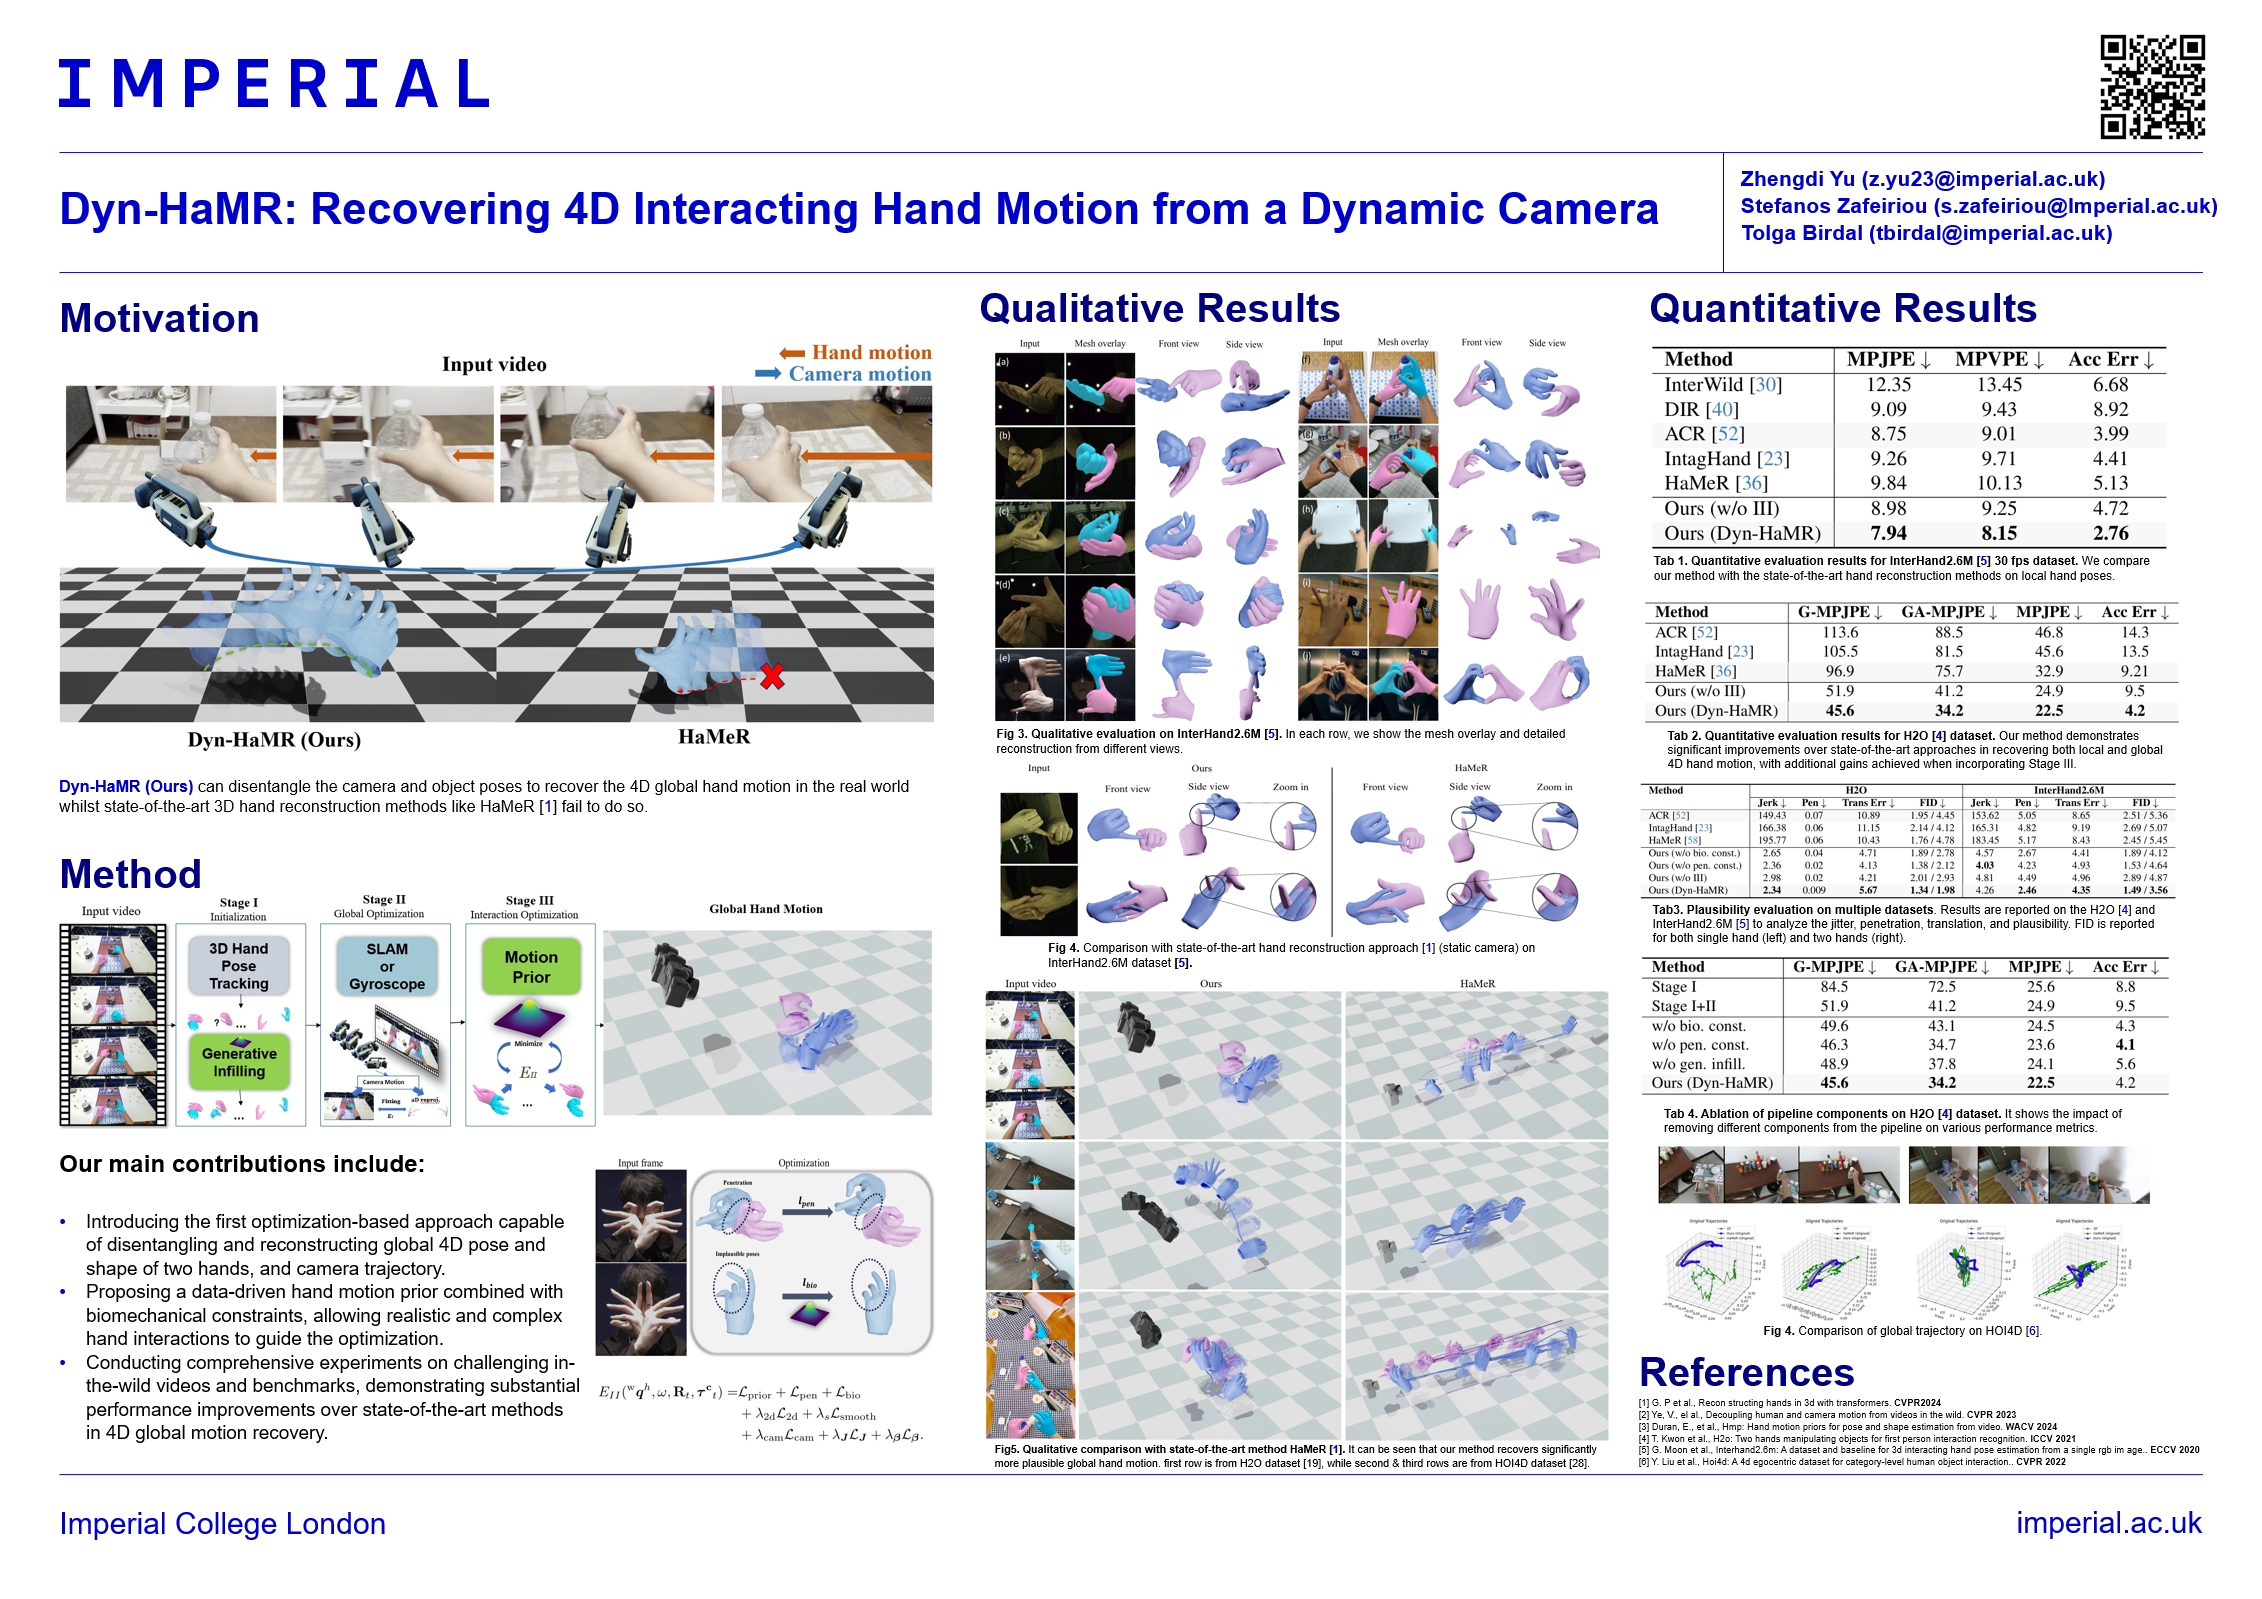 IMPERIAL
Dyn-HaMR: Recovering 4D Interacting Hand Motion from a Dynamic Camera
Zhengdi Yu (z.yu23@imperial.ac.uk)
Stefanos Zafeiriou (s.zafeiriou@Imperial.ac.uk)
Tolga Birdal (tbirdal@imperial.ac.uk)
Motivation
Input video
Hand motion
Camera motion
Dyn-HaMR (Ours)
HaMeR
Dyn-HaMR (Ours) can disentangle the camera and object poses to recover the 4D global hand motion in the real world
whilst state-of-the-art 3D hand reconstruction methods like HaMeR [1] fail to do so.
Method
Input video
Stage I
Initialization
Stage II
Global Optimization
Stage III
Interaction Optimization
Global Hand Motion
3D Hand
Pose
Tracking
? ...
Generative
Infilling
...
SLAM
or
Gyroscope
Camera Motion
Fitting
2D reproj.
E_I
Motion
Prior
Minimize
E_II
...
Our main contributions include:
• Introducing the first optimization-based approach capable
of disentangling and reconstructing global 4D pose and
shape of two hands, and camera trajectory.
• Proposing a data-driven hand motion prior combined with
biomechanical constraints, allowing realistic and complex
hand interactions to guide the optimization.
• Conducting comprehensive experiments on challenging in-
the-wild videos and benchmarks, demonstrating substantial
performance improvements over state-of-the-art methods
in 4D global motion recovery.
Input frame
Optimization
Penetration
l_pen
Implausible poses
l_bio
E_II(^w q^h, ω, R_t, τ^c_t) = L_prior + L_pen + L_bio
+ λ_2d L_2d + λ_s L_smooth
+ λ_cam L_cam + λ_J L_J + λ_β L_β.
Qualitative Results
Input Mesh overlay Front view Side view Input Mesh overlay Front view Side view
(a) (f)
(b) (g)
(c) (h)
(d) (i)
(e) (j)
Fig 3. Qualitative evaluation on InterHand2.6M [5]. In each row, we show the mesh overlay and detailed
reconstruction from different views.
Input Ours HaMeR
Front view Side view Zoom in Front view Side view Zoom in
Fig 4. Comparison with state-of-the-art hand reconstruction approach [1] (static camera) on
InterHand2.6M dataset [5].
Input video Ours HaMeR
Fig5. Qualitative comparison with state-of-the-art method HaMeR [1]. It can be seen that our method recovers significantly
more plausible global hand motion. first row is from H2O dataset [19], while second & third rows are from HOI4D dataset [28].
Quantitative Results
Method MPJPE ↓ MPVPE ↓ Acc Err ↓
InterWild [30] 12.35 13.45 6.68
DIR [40] 9.09 9.43 8.92
ACR [52] 8.75 9.01 3.99
IntagHand [23] 9.26 9.71 4.41
HaMeR [36] 9.84 10.13 5.13
Ours (w/o III) 8.98 9.25 4.72
Ours (Dyn-HaMR) 7.94 8.15 2.76
Tab 1. Quantitative evaluation results for InterHand2.6M [5] 30 fps dataset. We compare
our method with the state-of-the-art hand reconstruction methods on local hand poses.
Method G-MPJPE ↓ GA-MPJPE ↓ MPJPE ↓ Acc Err ↓
ACR [52] 113.6 88.5 46.8 14.3
IntagHand [23] 105.5 81.5 45.6 13.5
HaMeR [36] 96.9 75.7 32.9 9.21
Ours (w/o III) 51.9 41.2 24.9 9.5
Ours (Dyn-HaMR) 45.6 34.2 22.5 4.2
Tab 2. Quantitative evaluation results for H2O [4] dataset. Our method demonstrates
significant improvements over state-of-the-art approaches in recovering both local and global
4D hand motion, with additional gains achieved when incorporating Stage III.
Method H2O InterHand2.6M
Jerk ↓ Pen ↓ Trans Err ↓ FID ↓ Jerk ↓ Pen ↓ Trans Err ↓ FID ↓
ACR [52] 149.43 0.07 10.89 1.95 / 4.45 153.62 5.05 8.65 2.51 / 5.36
IntagHand [23] 166.38 0.06 11.15 2.14 / 4.12 165.31 4.82 9.19 2.69 / 5.07
HaMeR [58] 195.77 0.06 10.43 1.76 / 4.78 183.45 5.17 8.43 2.45 / 5.45
Ours (w/o bio. const.) 2.65 0.04 4.71 1.89 / 2.78 4.57 2.67 4.41 1.89 / 4.12
Ours (w/o pen. const.) 2.36 0.02 4.13 1.38 / 2.12 4.03 4.23 4.93 1.53 / 4.64
Ours (w/o III) 2.98 0.02 4.21 2.01 / 2.93 4.81 4.49 4.96 2.89 / 4.87
Ours (Dyn-HaMR) 2.34 0.009 5.67 1.34 / 1.98 4.26 2.46 4.35 1.49 / 3.56
Tab3. Plausibility evaluation on multiple datasets. Results are reported on the H2O [4] and
InterHand2.6M [5] to analyze the jitter, penetration, translation, and plausibility. FID is reported
for both single hand (left) and two hands (right).
Method G-MPJPE ↓ GA-MPJPE ↓ MPJPE ↓ Acc Err ↓
Stage I 84.5 72.5 25.6 8.8
Stage I+II 51.9 41.2 24.9 9.5
w/o bio. const. 49.6 43.1 24.5 4.3
w/o pen. const. 46.3 34.7 23.6 4.1
w/o gen. infill. 48.9 37.8 24.1 5.6
Ours (Dyn-HaMR) 45.6 34.2 22.5 4.2
Tab 4. Ablation of pipeline components on H2O [4] dataset. It shows the impact of
removing different components from the pipeline on various performance metrics.
Original Trajectories Aligned Trajectories Original Trajectories Aligned Trajectories
Fig 4. Comparison of global trajectory on HOI4D [6].
References
[1] G. P et al., Recon structing hands in 3d with transformers. CVPR2024
[2] Ye, V., el al., Decoupling human and camera motion from videos in the wild. CVPR 2023
[3] Duran, E., et al., Hmp: Hand motion priors for pose and shape estimation from video. WACV 2024
[4] T. Kwon et al., H2o: Two hands manipulating objects for first person interaction recognition. ICCV 2021
[5] G. Moon et al., Interhand2.6m: A dataset and baseline for 3d interacting hand pose estimation from a single rgb im age.. ECCV 2020
[6] Y. Liu et al., Hoi4d: A 4d egocentric dataset for category-level human object interaction.. CVPR 2022
Imperial College London
imperial.ac.uk